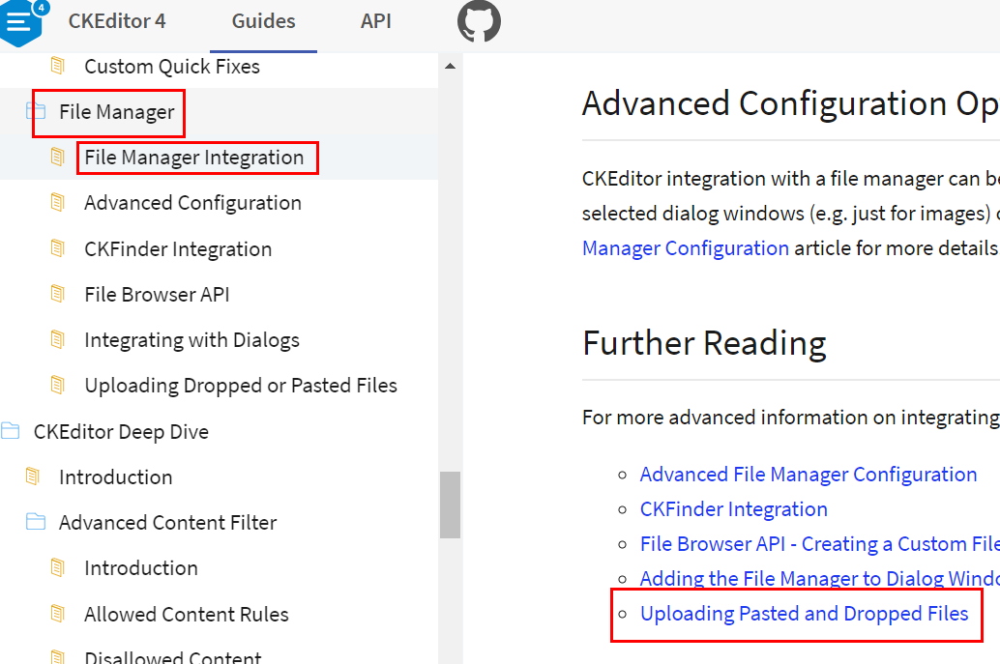 4
CKEditor 4
Guides
API
Custom Quick Fixes
File Manager
File Manager Integration
Advanced Configuration
CKFinder Integration
File Browser API
Integrating with Dialogs
Uploading Dropped or Pasted Files
CKEditor Deep Dive
Introduction
Advanced Content Filter
Introduction
Allowed Content Rules
Disallowed Content
Advanced Configuration Op
CKEditor integration with a file manager can be
selected dialog windows (e.g. just for images) o
Manager Configuration article for more details
Further Reading
For more advanced information on integrating
Advanced File Manager Configuration
CKFinder Integration
File Browser API - Creating a Custom File
Adding the File Manager to Dialog Windo
Uploading Pasted and Dropped Files